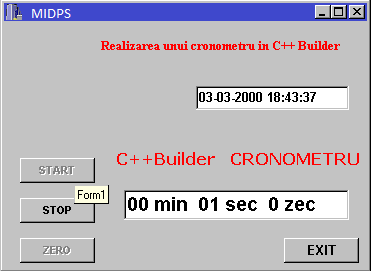 MIDPS
Realizarea unui cronometru in C++ Builder
03-03-2000 18:43:37
C++Builder CRONOMETRU
START
Form1
STOP
00 min 01 sec 0 zec
ZERO
EXIT